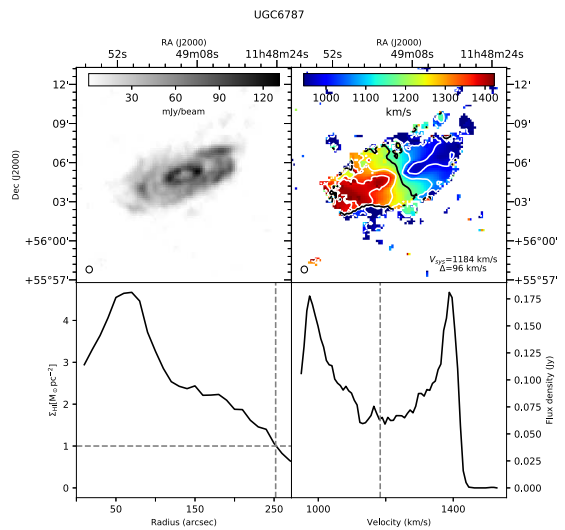 UGC6787
RA (J2000)
RA (J2000)
52s 49m08s 11h48m24s
52s 49m08s 11h48m24s
12'
09'
06'
03'
+56°00'
+55°57'
Dec (J2000)
30 60 90 120
mJy/beam
1000 1100 1200 1300 1400
km/s
12'
09'
06'
03'
+56°00'
+55°57'
V_sys=1184 km/s
Δ=96 km/s
4
3
2
1
0
Σ_HI[M_⊙pc⁻²]
50 150 250
Radius (arcsec)
0.175
0.150
0.125
0.100
0.075
0.050
0.025
0.000
Flux density (Jy)
1000 1400
Velocity (km/s)